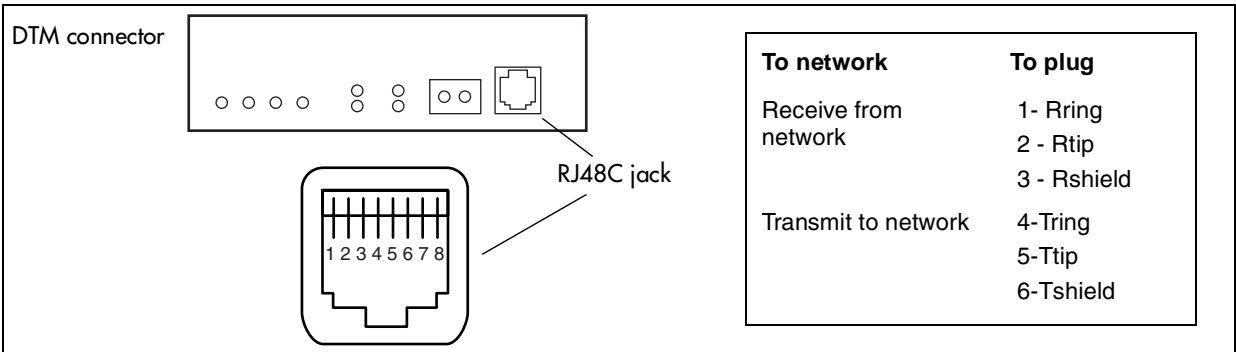 DTM connector
RJ48C jack
1 2 3 4 5 6 7 8
To network To plug
Receive from 1- Rring
network
2 - Rtip
3 - Rshield
Transmit to network 4-Tring
5-Ttip
6-Tshield